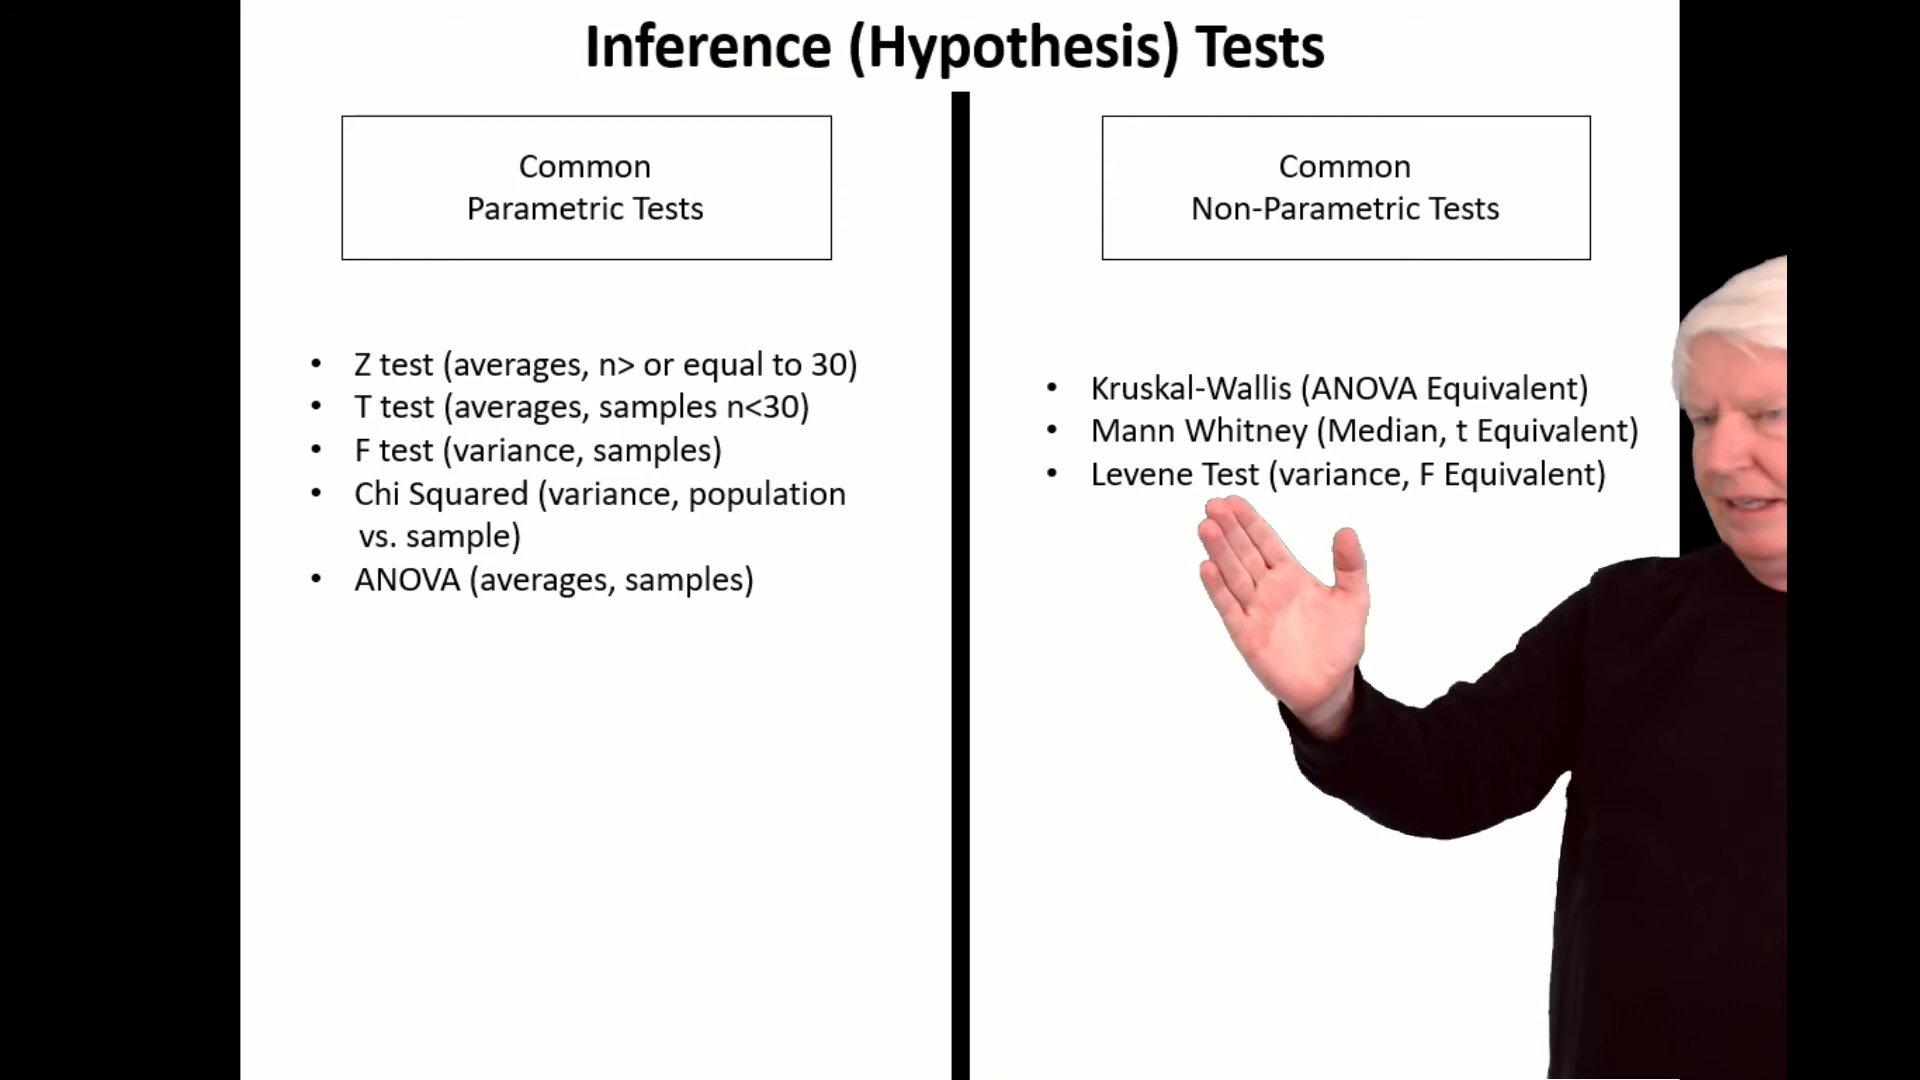 Inference (Hypothesis) Tests
Common
Parametric Tests
• Z test (averages, n> or equal to 30)
• T test (averages, samples n<30)
• F test (variance, samples)
• Chi Squared (variance, population
vs. sample)
• ANOVA (averages, samples)
Common
Non-Parametric Tests
• Kruskal-Wallis (ANOVA Equivalent)
• Mann Whitney (Median, t Equivalent)
• Levene Test (variance, F Equivalent)